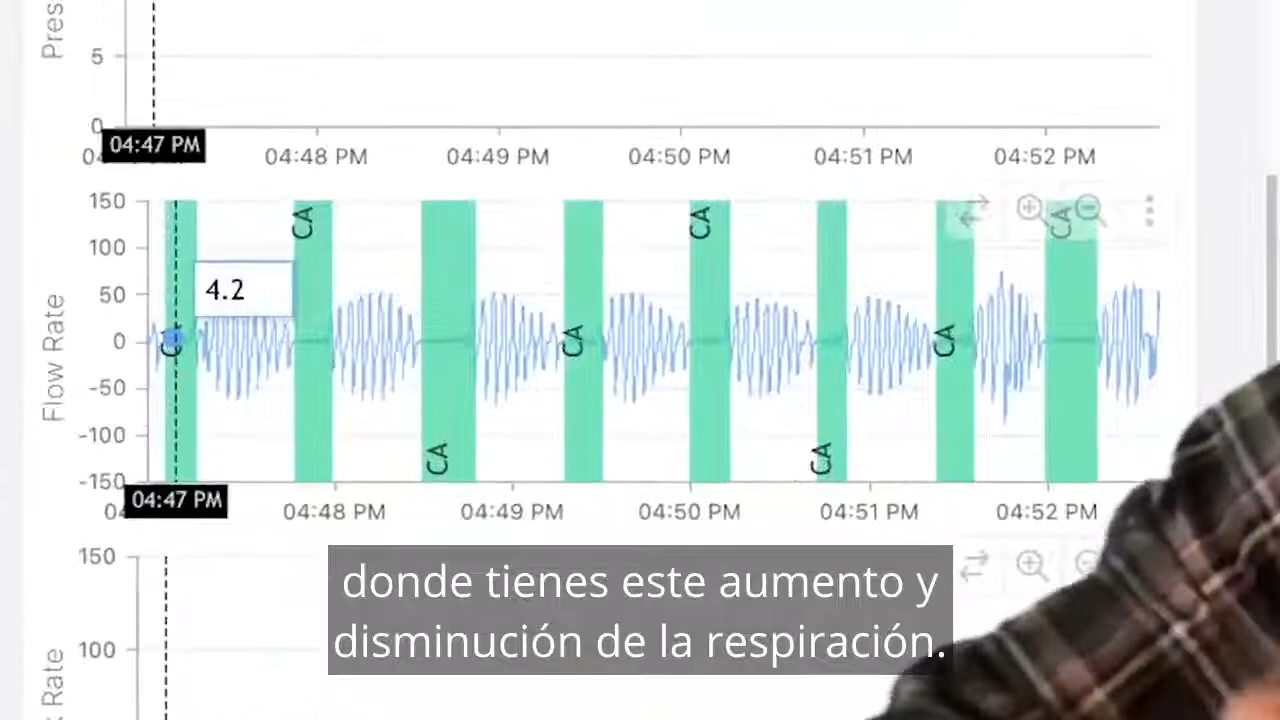 Pres
5
0
04:47 PM
04:48 PM
04:49 PM
04:50 PM
04:51 PM
04:52 PM
Flow Rate
150
100
50
0
-50
-100
-150
CA
CA
CA
CA
CA
CA
CA
CA
4.2
04:47 PM
04:48 PM
04:49 PM
04:50 PM
04:51 PM
04:52 PM
150
100
Rate
donde tienes este aumento y
disminución de la respiración.